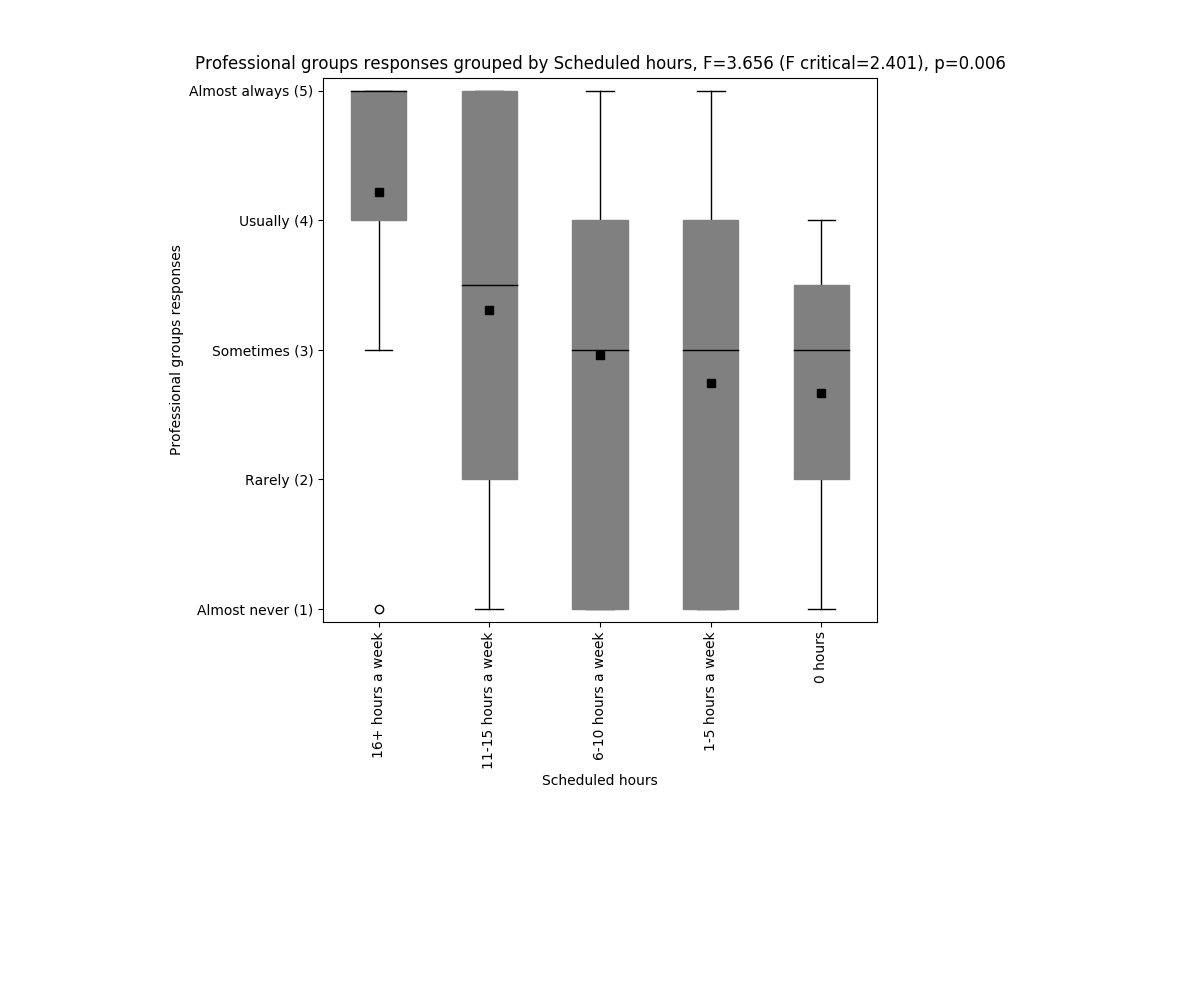 Professional groups responses grouped by Scheduled hours, F=3.656 (F critical=2.401), p=0.006
Almost always (5)
Usually (4)
Sometimes (3)
Rarely (2)
Almost never (1)
Professional groups responses
16+ hours a week
11-15 hours a week
6-10 hours a week
1-5 hours a week
0 hours
Scheduled hours